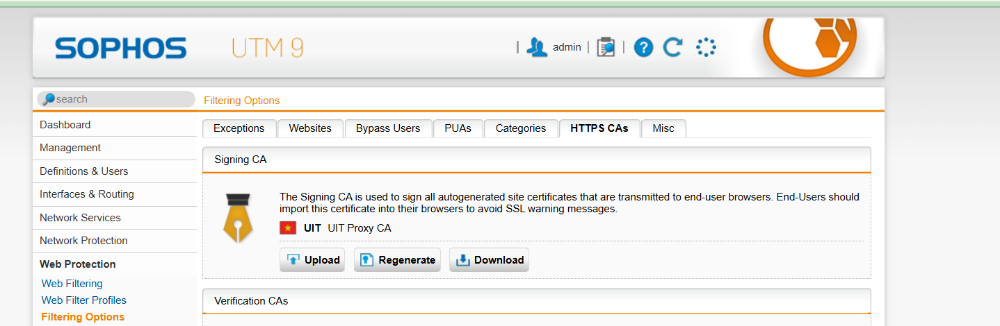 SOPHOS UTM 9 | admin | | ?
search
Filtering Options
Dashboard
Management
Definitions & Users
Interfaces & Routing
Network Services
Network Protection
Web Protection
Web Filtering
Web Filter Profiles
Filtering Options
Exceptions Websites Bypass Users PUAs Categories HTTPS CAs Misc
Signing CA
The Signing CA is used to sign all autogenerated site certificates that are transmitted to end-user browsers. End-Users should
import this certificate into their browsers to avoid SSL warning messages.
UIT UIT Proxy CA
Upload Regenerate Download
Verification CAs